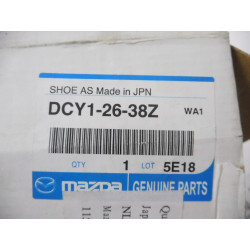 SHOE AS Made in JPN
DCY1-26-38Z WA1
QTY 1 LOT 5E18
mazda GENUINE PARTS